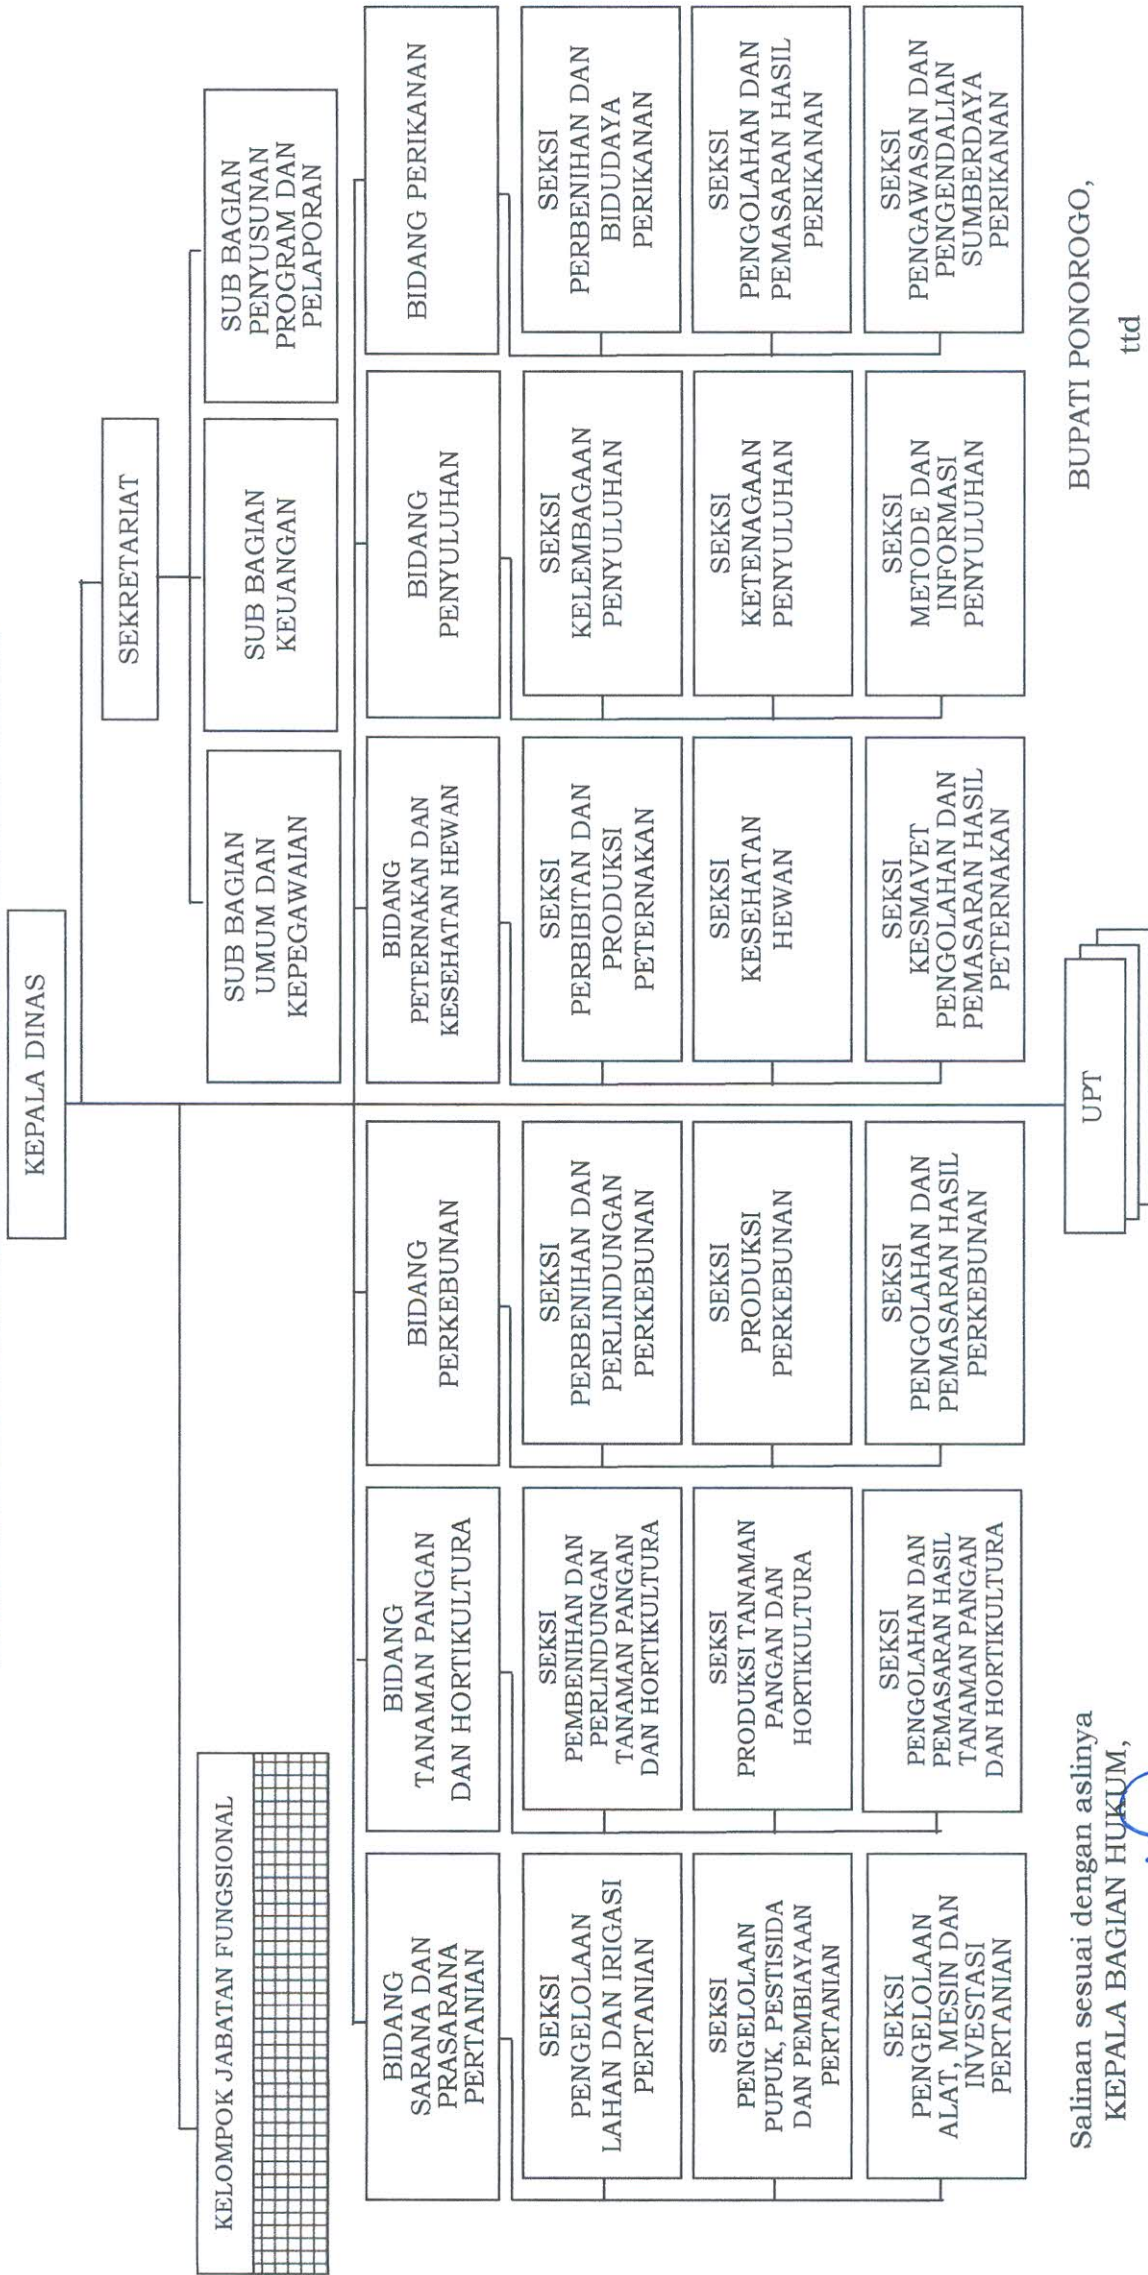 KEPALA DINAS
SEKRETARIAT
KELOMPOK JABATAN FUNGSIONAL
SUB BAGIAN
UMUM DAN
KEPEGAWAIAN
SUB BAGIAN
KEUANGAN
SUB BAGIAN
PENYUSUNAN
PROGRAM DAN
PELAPORAN
BIDANG
SARANA DAN
PRASARANA
PERTANIAN
BIDANG
TANAMAN PANGAN
DAN HORTIKULTURA
BIDANG
PERKEBUNAN
BIDANG
PETERNAKAN DAN
KESEHATAN HEWAN
BIDANG
PENYULUHAN
BIDANG PERIKANAN
SEKSI
PENGELOLAAN
LAHAN DAN IRIGASI
PERTANIAN
SEKSI
PEMBENIHAN DAN
PERLINDUNGAN
TANAMAN PANGAN
DAN HORTIKULTURA
SEKSI
PERBENIHAN DAN
PERLINDUNGAN
PERKEBUNAN
SEKSI
PERBIBITAN DAN
PRODUKSI
PETERNAKAN
SEKSI
KELEMBAGAAN
PENYULUHAN
SEKSI
PERBENIHAN DAN
BIDUDAYA
PERIKANAN
SEKSI
PENGELOLAAN
PUPUK, PESTISIDA
DAN PEMBIAYAAN
PERTANIAN
SEKSI
PRODUKSI TANAMAN
PANGAN DAN
HORTIKULTURA
SEKSI
PRODUKSI
PERKEBUNAN
SEKSI
KESEHATAN
HEWAN
SEKSI
KETENAGAAN
PENYULUHAN
SEKSI
PENGOLAHAN DAN
PEMASARAN HASIL
PERIKANAN
SEKSI
PENGELOLAAN
ALAT, MESIN DAN
INVESTASI
PERTANIAN
SEKSI
PENGOLAHAN DAN
PEMASARAN HASIL
TANAMAN PANGAN
DAN HORTIKULTURA
SEKSI
PENGOLAHAN DAN
PEMASARAN HASIL
PERKEBUNAN
SEKSI
KESMAVET
PENGOLAHAN DAN
PEMASARAN HASIL
PETERNAKAN
SEKSI
METODE DAN
INFORMASI
PENYULUHAN
SEKSI
PENGAWASAN DAN
PENGENDALIAN
SUMBERDAYA
PERIKANAN
UPT
Salinan sesuai dengan aslinya
KEPALA BAGIAN HUKUM,
BUPATI PONOROGO,
ttd